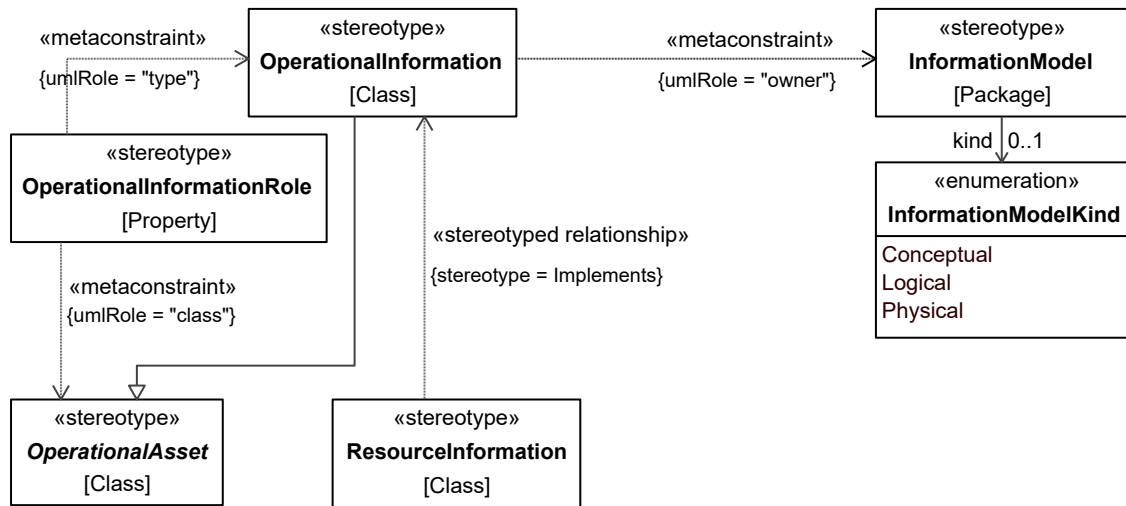 «stereotype»
OperationalInformation
[Class]
«metaconstraint»
{umlRole = "type"}
«metaconstraint»
{umlRole = "owner"}
«stereotype»
InformationModel
[Package]
kind 0..1
«enumeration»
InformationModelKind
Conceptual
Logical
Physical
«stereotype»
OperationalInformationRole
[Property]
«stereotyped relationship»
{stereotype = Implements}
«metaconstraint»
{umlRole = "class"}
«stereotype»
OperationalAsset
[Class]
«stereotype»
ResourceInformation
[Class]